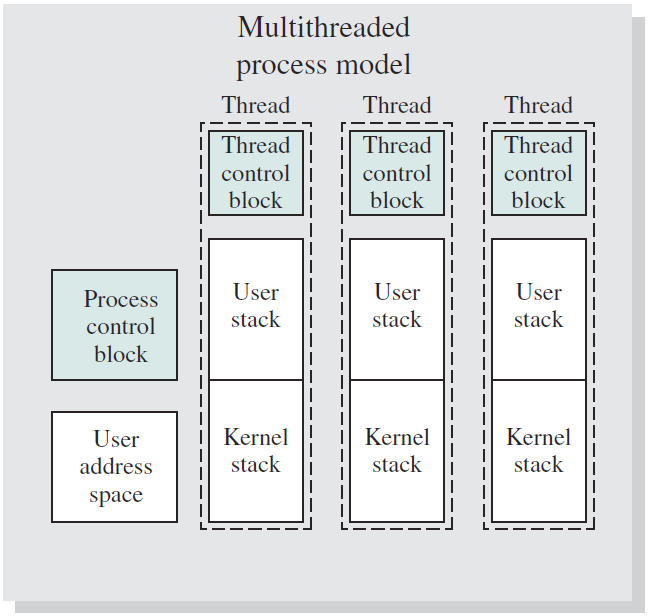 Multithreaded
process model
Thread
Thread
Thread
Thread
control
block
Thread
control
block
Thread
control
block
Process
control
block
User
address
space
User
stack
User
stack
User
stack
Kernel
stack
Kernel
stack
Kernel
stack